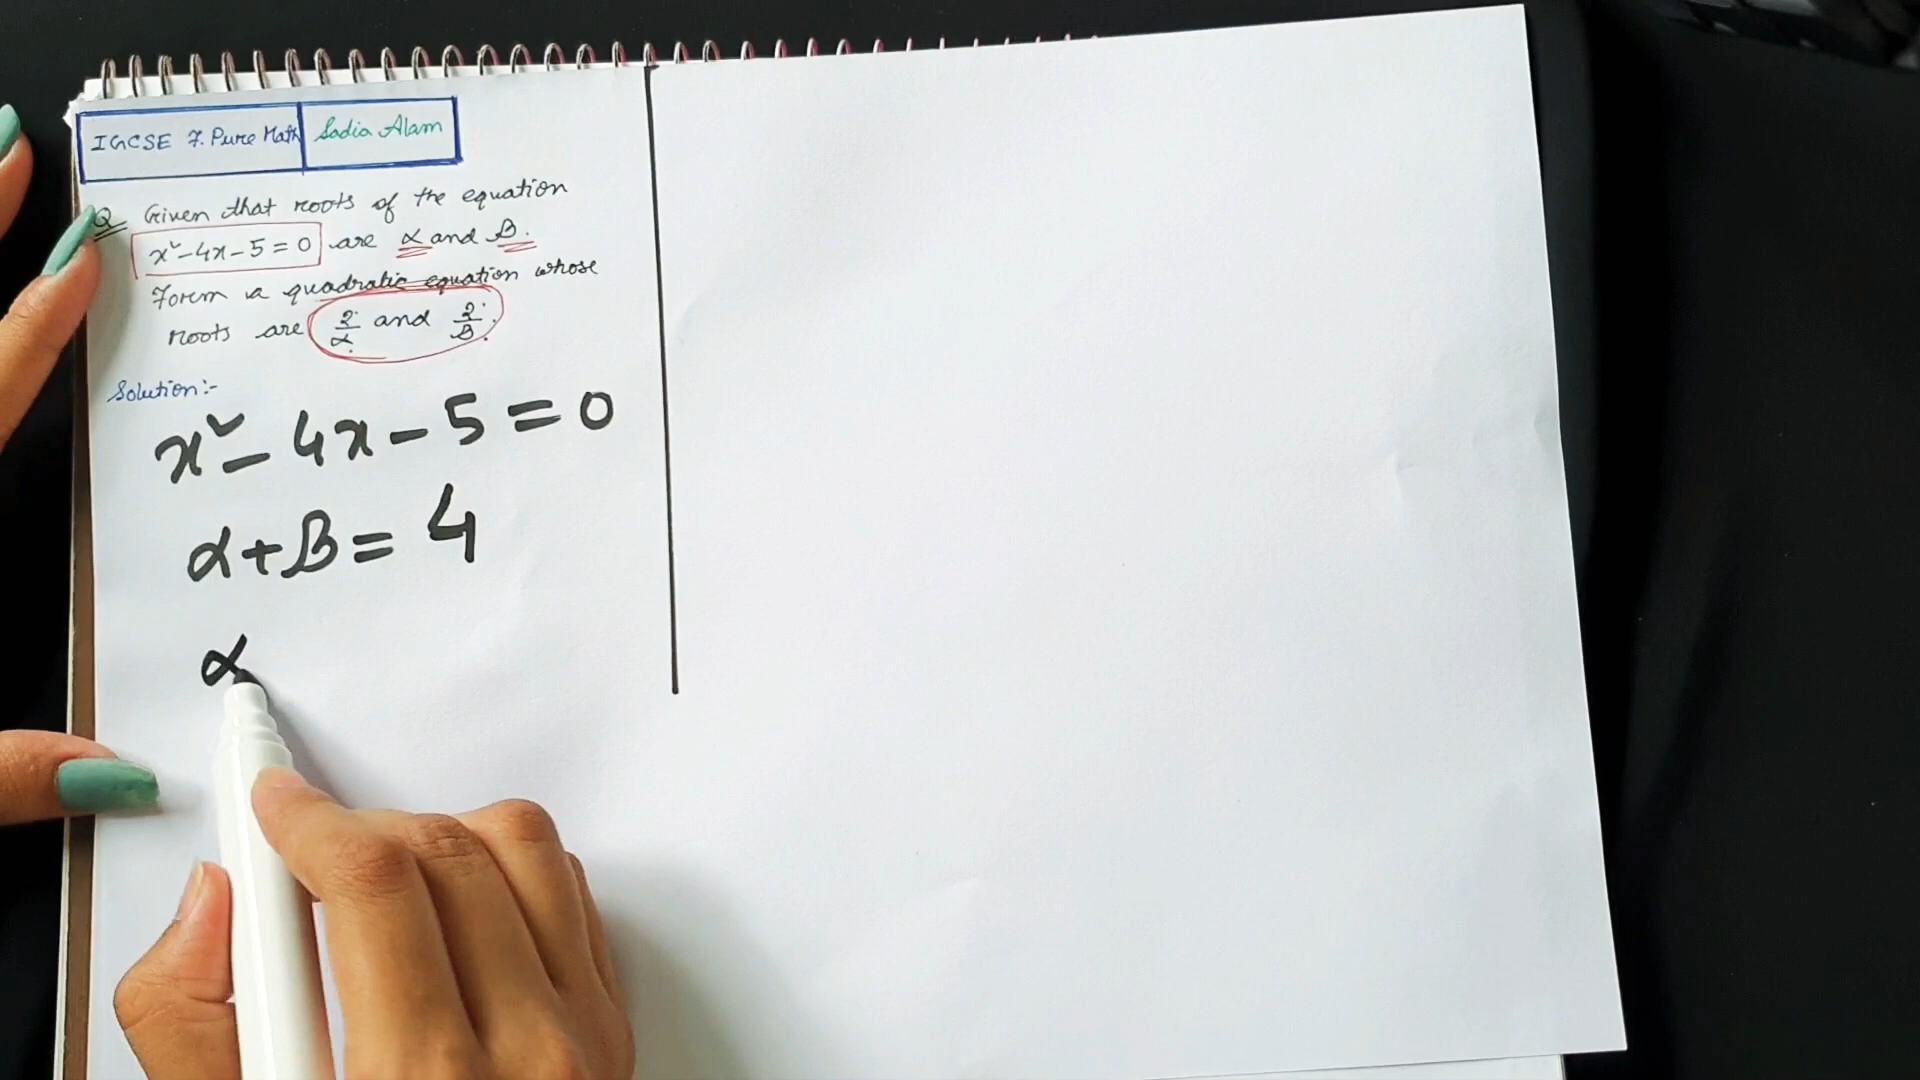 IGCSE F. Pure Math Sadia Alam
Q Given that roots of the equation
x²-4x-5=0 are α and β.
Form a quadratic equation whose
roots are 2/α and 2/β.
Solution:-
x²-4x-5=0
α+β=4
α